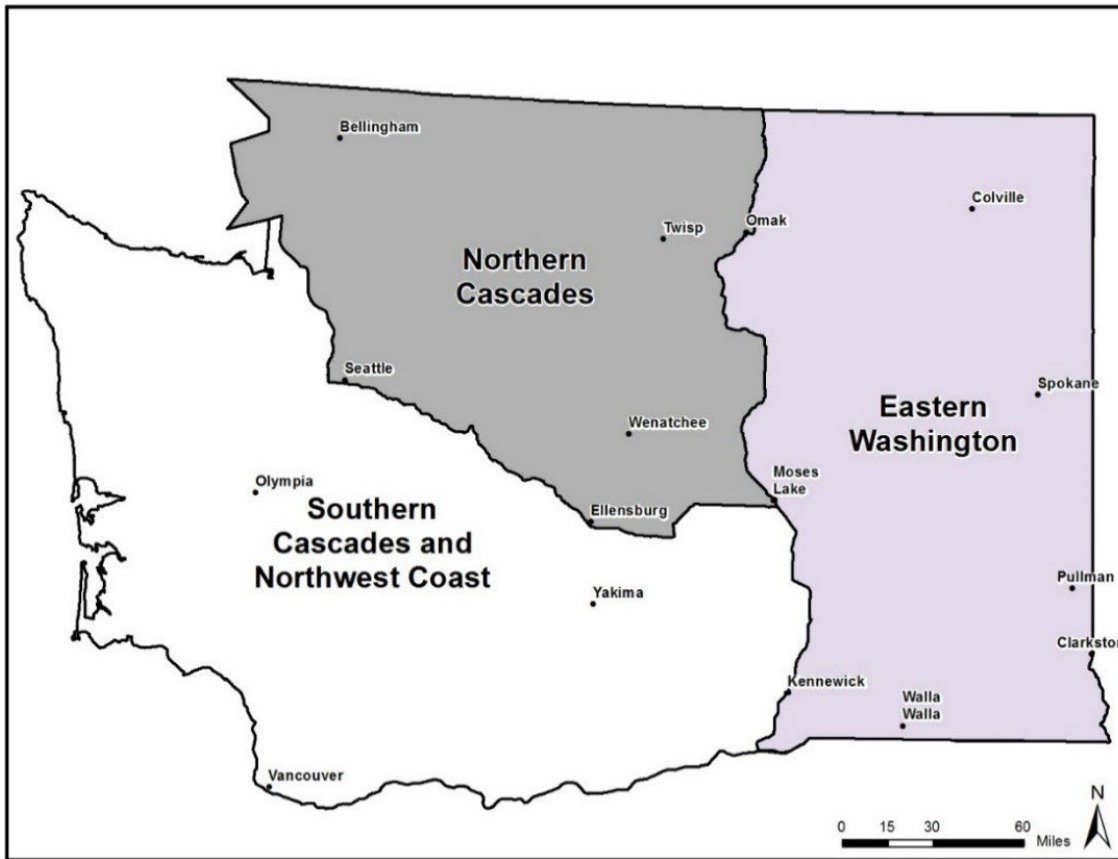 Bellingham
Colville
Twisp
Omak
Northern
Cascades
Seattle
Spokane
Wenatchee
Eastern
Washington
Moses
Lake
Olympia
Ellensburg
Southern
Cascades and
Northwest Coast
Yakima
Pullman
Clarkston
Kennewick
Walla
Walla
Vancouver
N
0 15 30 60 Miles